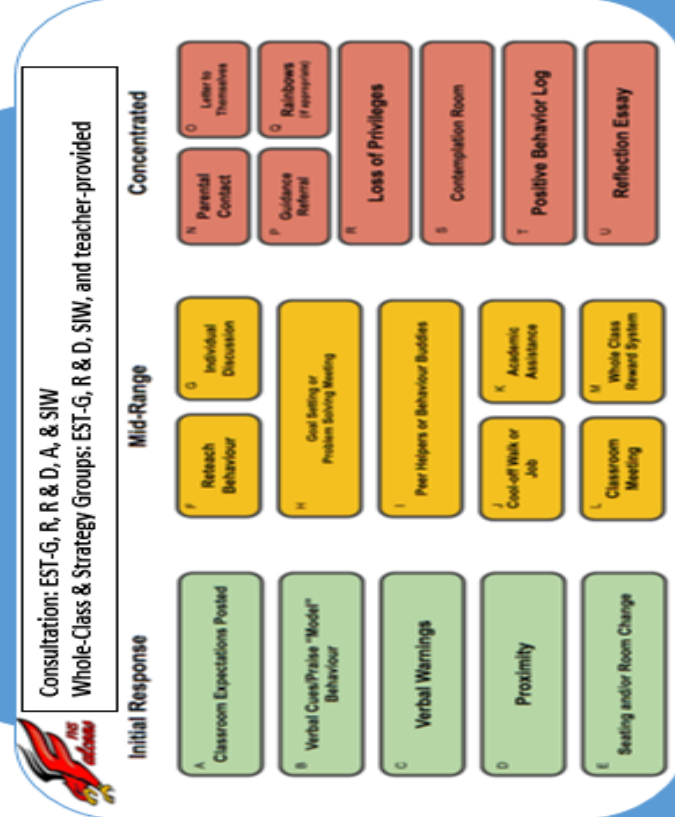 Consultation: EST-G, R, R & D, A, & SIW
Whole-Class & Strategy Groups: EST-G, R & D, SIW, and teacher-provided
Initial Response
A
Classroom Expectations Posted
B
Verbal Cues/Praise "Model"
Behaviour
C
Verbal Warnings
D
Proximity
E
Seating and/or Room Change
Mid-Range
F
Reteach
Behaviour
G
Individual
Discussion
H
Goal Setting or
Problem Solving Meeting
I
Peer Helpers or Behaviour Buddies
J
Cool-off Walk or
Job
K
Academic
Assistance
L
Classroom
Meeting
M
Whole Class
Reward System
Concentrated
N
Parental
Contact
O
Letter to
Themselves
P
Guidance
Referral
Q
Rainbows
(if appropriate)
R
Loss of Privileges
S
Contemplation Room
T
Positive Behavior Log
U
Reflection Essay